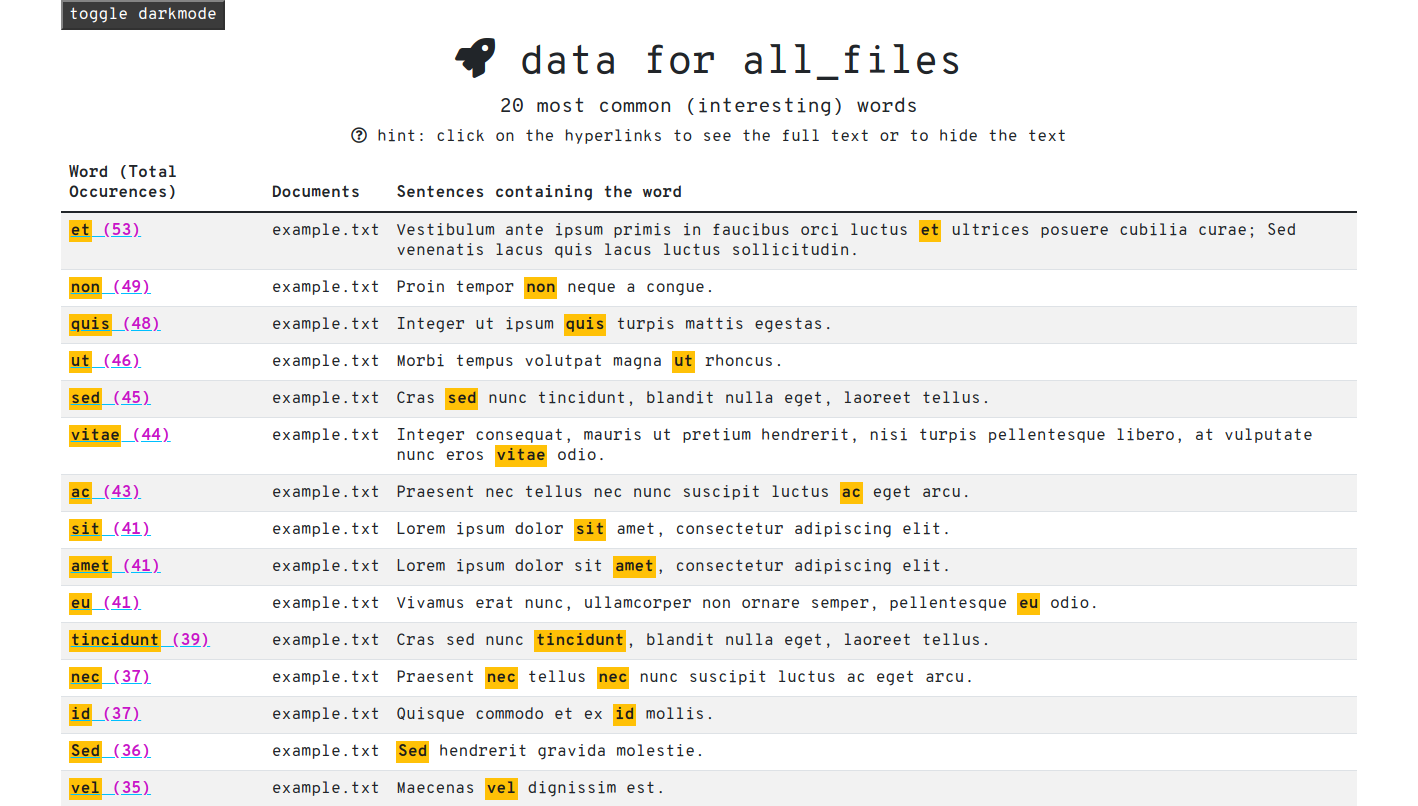 toggle darkmode
data for all_files
20 most common (interesting) words
hint: click on the hyperlinks to see the full text or to hide the text
Word (Total
Occurences) Documents Sentences containing the word
et (53) example.txt Vestibulum ante ipsum primis in faucibus orci luctus et ultrices posuere cubilia curae; Sed
venenatis lacus quis lacus luctus sollicitudin.
non (49) example.txt Proin tempor non neque a congue.
quis (48) example.txt Integer ut ipsum quis turpis mattis egestas.
ut (46) example.txt Morbi tempus volutpat magna ut rhoncus.
sed (45) example.txt Cras sed nunc tincidunt, blandit nulla eget, laoreet tellus.
vitae (44) example.txt Integer consequat, mauris ut pretium hendrerit, nisi turpis pellentesque libero, at vulputate
nunc eros vitae odio.
ac (43) example.txt Praesent nec tellus nec nunc suscipit luctus ac eget arcu.
sit (41) example.txt Lorem ipsum dolor sit amet, consectetur adipiscing elit.
amet (41) example.txt Lorem ipsum dolor sit amet, consectetur adipiscing elit.
eu (41) example.txt Vivamus erat nunc, ullamcorper non ornare semper, pellentesque eu odio.
tincidunt (39) example.txt Cras sed nunc tincidunt, blandit nulla eget, laoreet tellus.
nec (37) example.txt Praesent nec tellus nec nunc suscipit luctus ac eget arcu.
id (37) example.txt Quisque commodo et ex id mollis.
Sed (36) example.txt Sed hendrerit gravida molestie.
vel (35) example.txt Maecenas vel dignissim est.